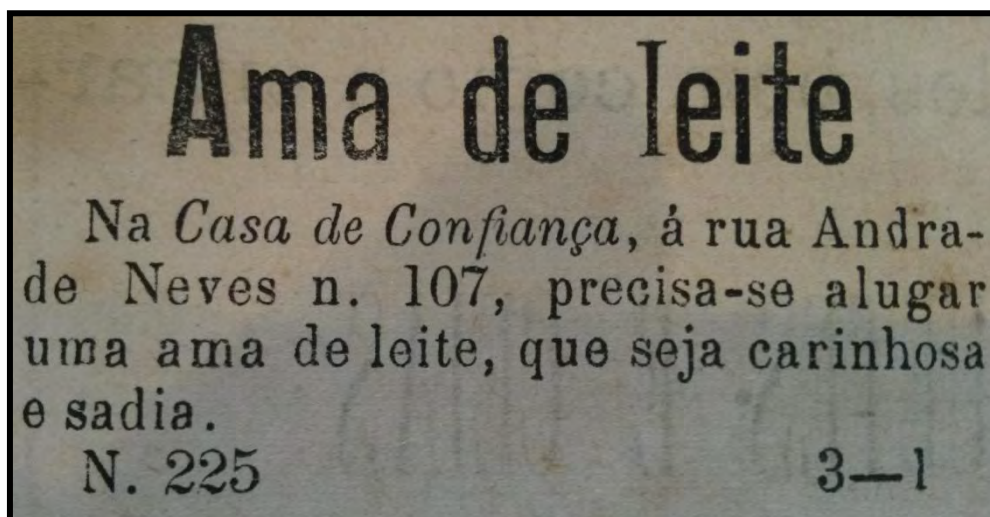 Ama de leite
Na Casa de Confiança, á rua Andra-
de Neves n. 107, precisa-se alugar
uma ama de leite, que seja carinhosa
e sadia.
N. 225 3—1